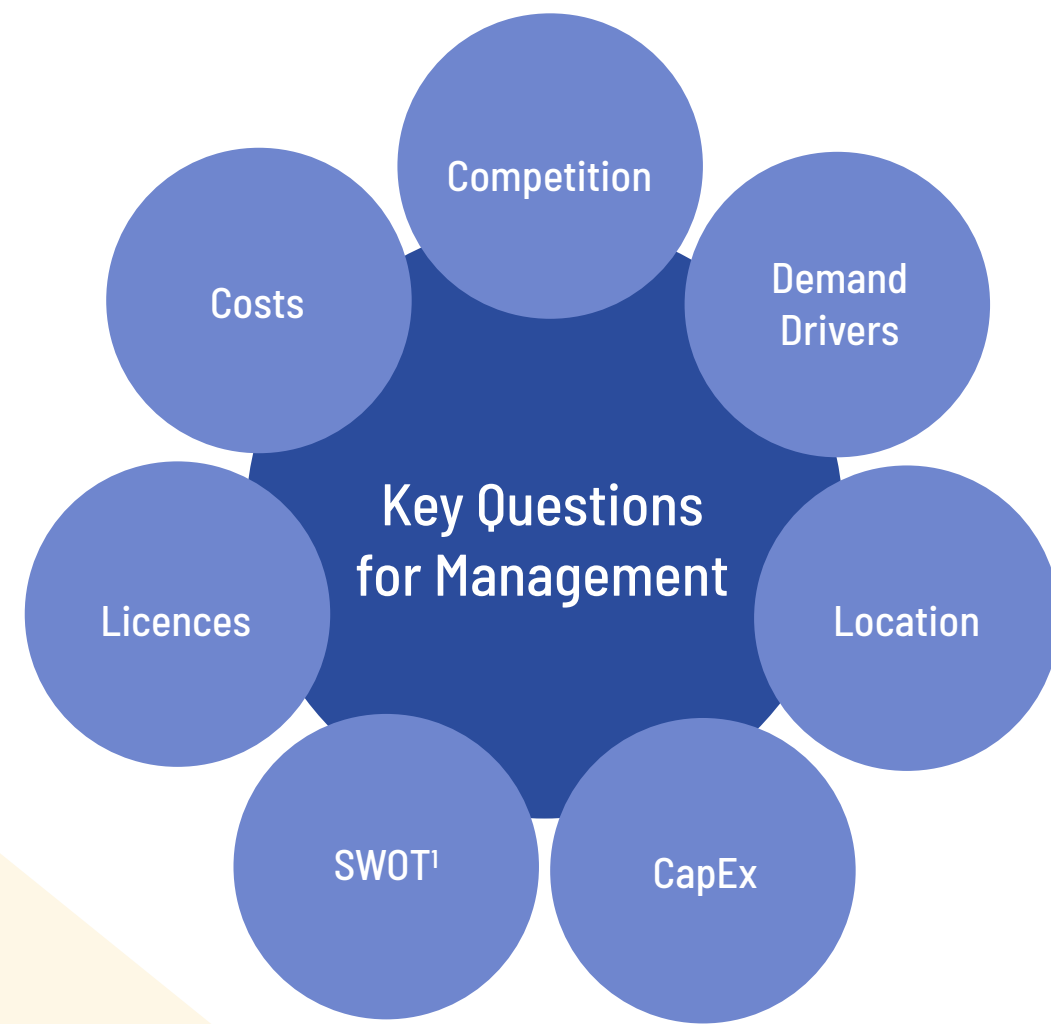 Competition
Demand
Drivers
Costs
Key Questions
for Management
Licences
Location
SWOT¹
CapEx